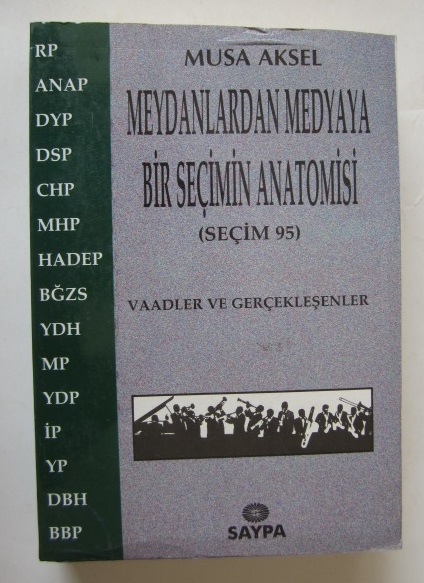 RP
ANAP
DYP
DSP
CHP
MHP
HADEP
BĞZS
YDH
MP
YDP
İP
YP
DBH
BBP
MUSA AKSEL
MEYDANLARDAN MEDYAYA
BİR SEÇİMİN ANATOMİSİ
(SEÇİM 95)
VAADLER VE GERÇEKLEŞENLER
SAYPA